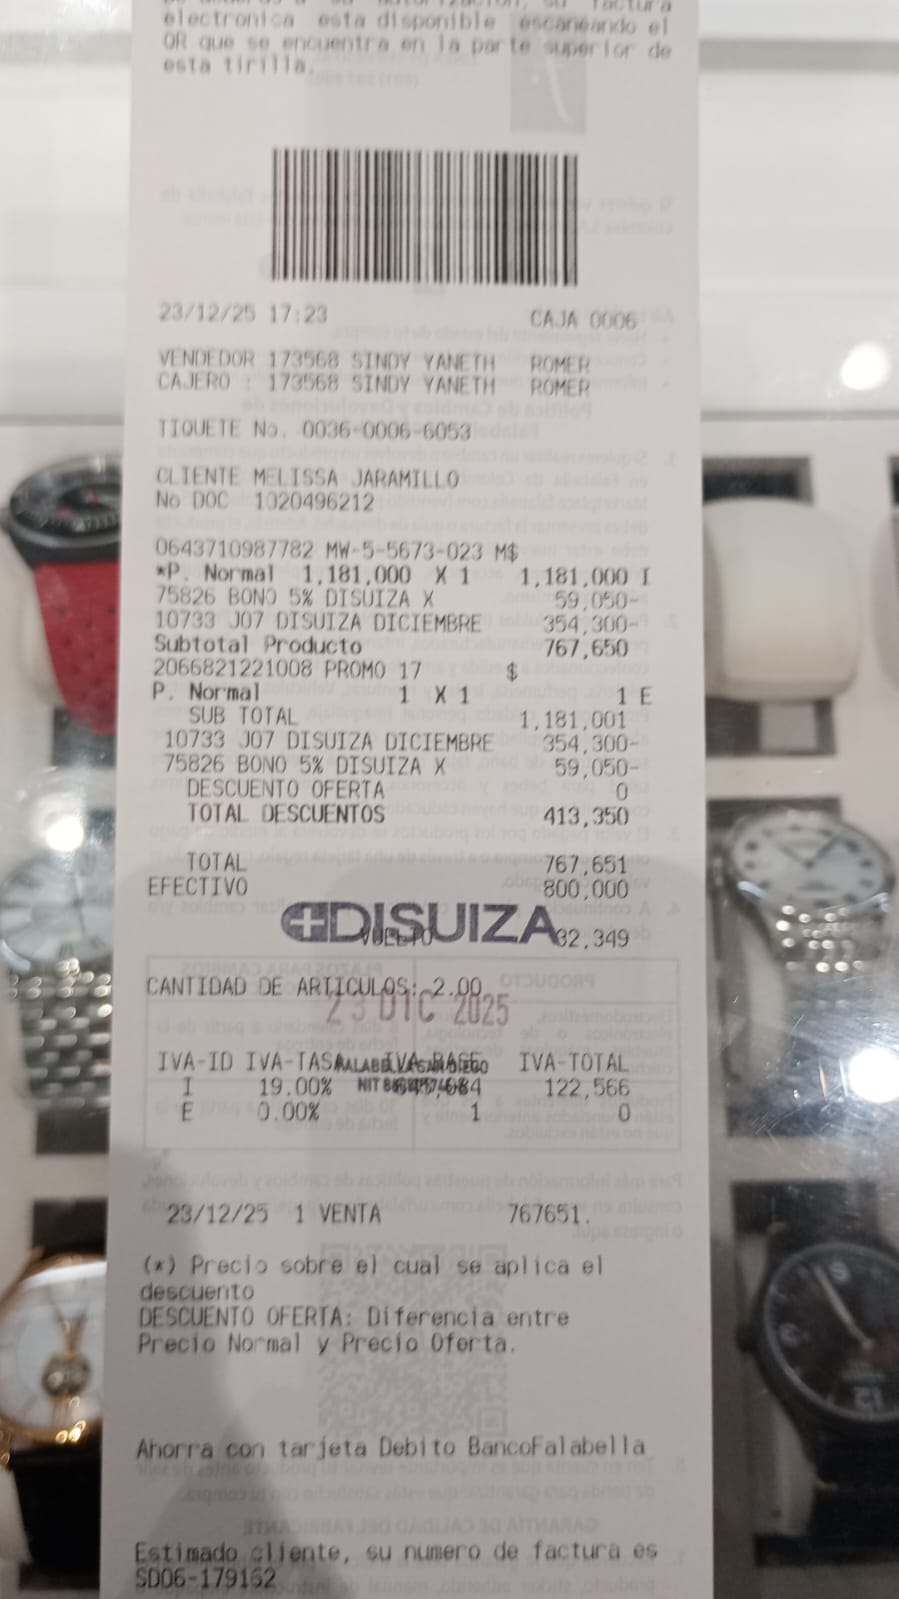 electronica esta disponible escaneando el
QR que se encuentra en la parte superior de
esta tirilla.
23/12/25 17:23 CAJA 0006
VENDEDOR 173568 SINDY YANETH ROMER
CAJERO : 173568 SINDY YANETH ROMER
TIQUETE No. 0036-0006-6053
CLIENTE MELISSA JARAMILLO
No DOC 1020496212
0643710987782 MW-5-5673-023 M$
*P. Normal 1,181,000 X 1 1,181,000 I
75826 BONO 5% DISUIZA X 59,050-
10733 J07 DISUIZA DICIEMBRE 354,300-
Subtotal Producto 767,650
2066821221008 PROMO 17 $
P. Normal 1 X 1 1 E
SUB TOTAL 1,181,001
10733 J07 DISUIZA DICIEMBRE 354,300-
75826 BONO 5% DISUIZA X 59,050-
DESCUENTO OFERTA 0
TOTAL DESCUENTOS 413,350
TOTAL 767,651
EFECTIVO 800,000
DISUIZA
VUELTO 32,349
CANTIDAD DE ARTICULOS: 2.00
23 DIC 2025
IVA-ID IVA-TASA IVA-BASE IVA-TOTAL
I 19.00% 122,566
E 0.00% 1 0
23/12/25 1 VENTA 767651.
(*) Precio sobre el cual se aplica el
descuento
DESCUENTO OFERTA: Diferencia entre
Precio Normal y Precio Oferta.
Ahorra con tarjeta Debito BancoFalabella
Estimado cliente, su numero de factura es
SD06-179162